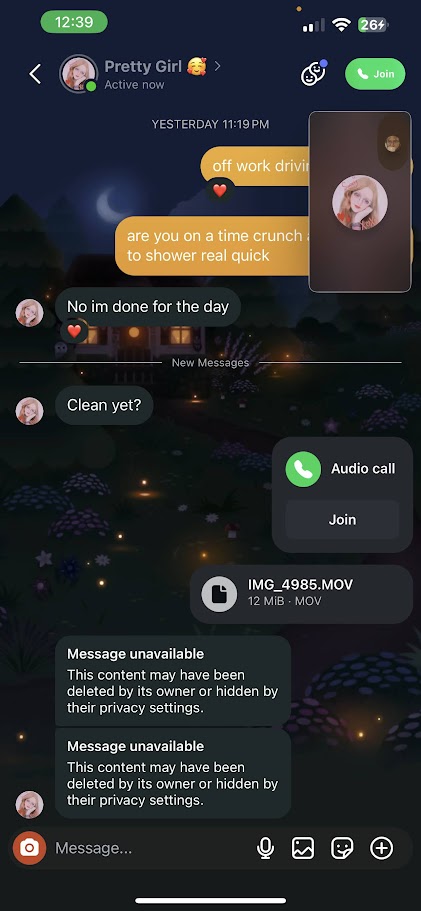 12:39
26
Pretty Girl 🥰
Active now
Join
YESTERDAY 11:19 PM
off work drivin
are you on a time crunch
to shower real quick
No im done for the day
New Messages
Clean yet?
Audio call
Join
IMG_4985.MOV
12 MiB · MOV
Message unavailable
This content may have been
deleted by its owner or hidden by
their privacy settings.
Message unavailable
This content may have been
deleted by its owner or hidden by
their privacy settings.
Message...